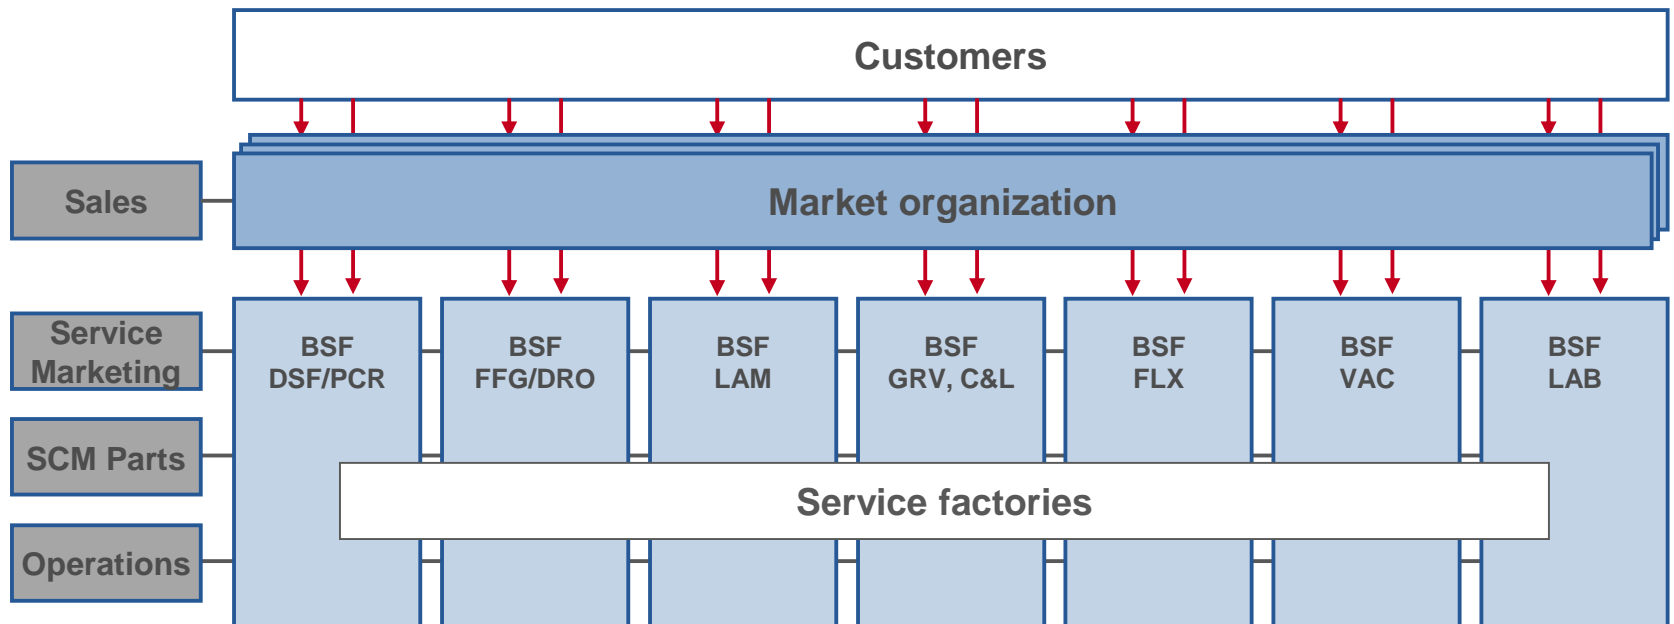 Customers
Sales
Market organization
Service
Marketing
BSF
DSF/PCR
BSF
FFG/DRO
BSF
LAM
BSF
GRV, C&L
BSF
FLX
BSF
VAC
BSF
LAB
SCM Parts
Service factories
Operations